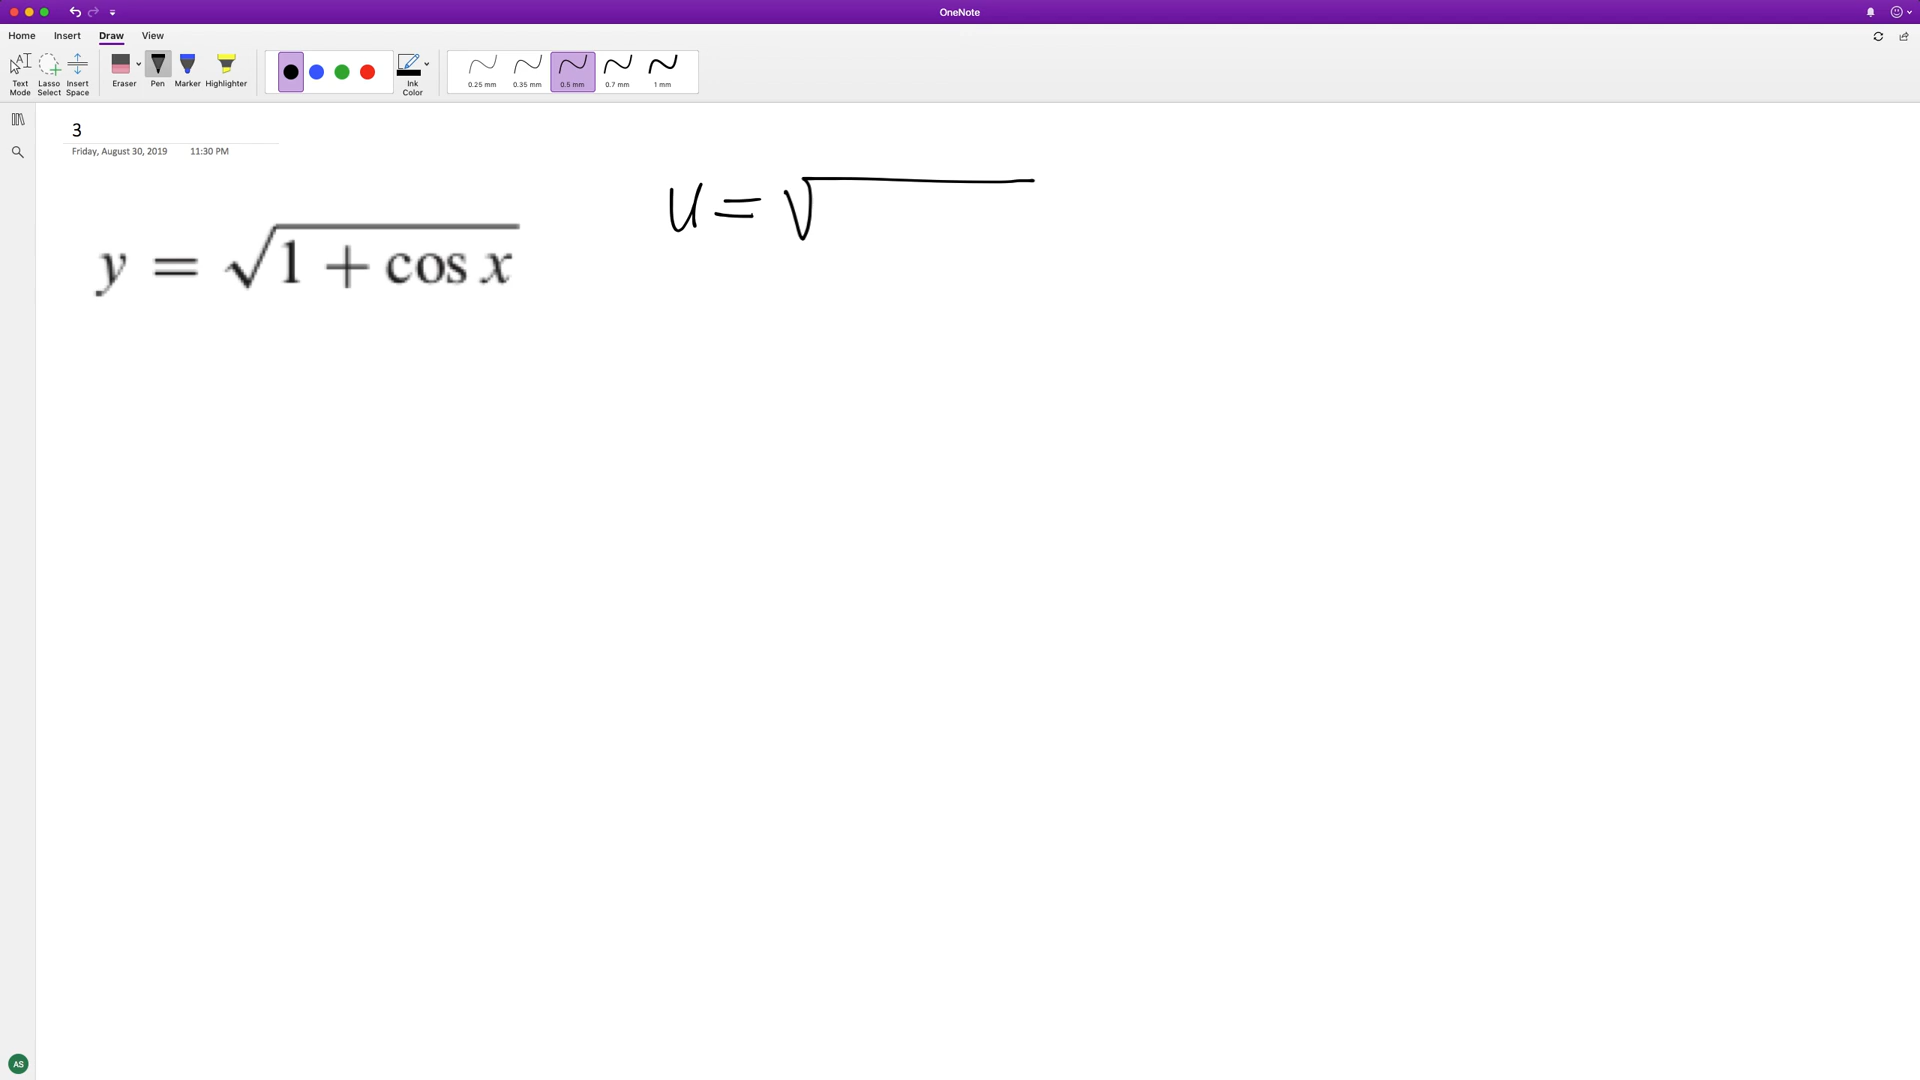 OneNote
Home Insert Draw View
Text Mode
Lasso Select
Insert Space
Eraser
Pen
Marker
Highlighter
Ink Color
0.25 mm
0.35 mm
0.5 mm
0.7 mm
1 mm
3
Friday, August 30, 2019 11:30 PM
u = √
y = √1 + cos x
AS